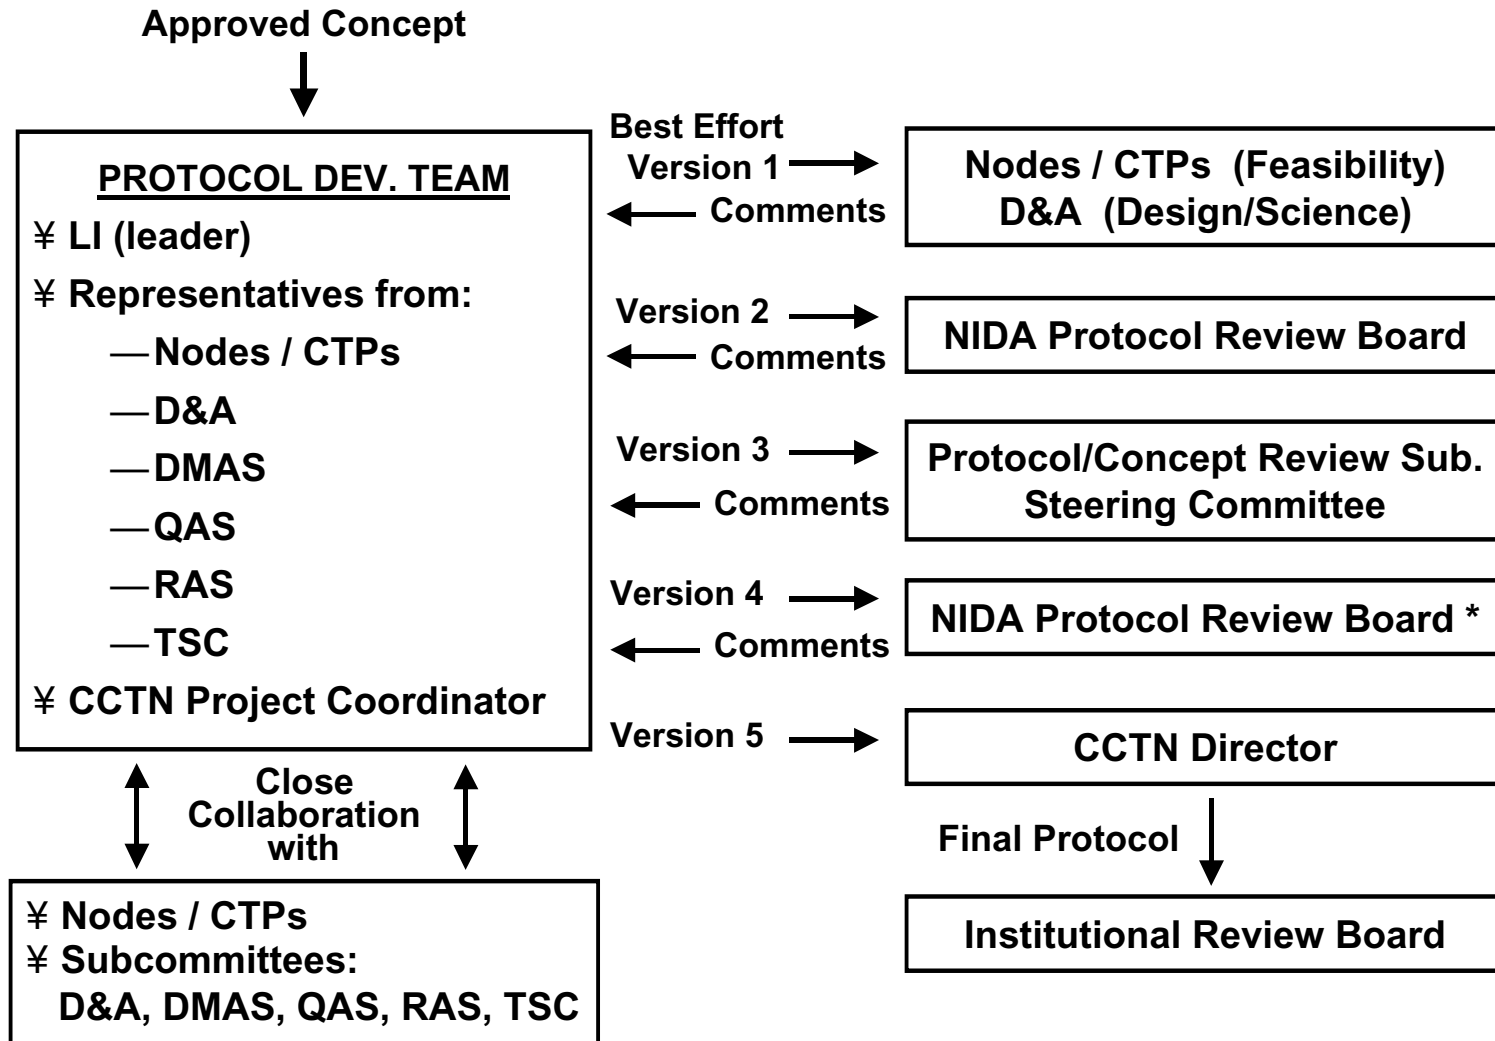 Approved Concept
PROTOCOL DEV. TEAM
¥ LI (leader)
¥ Representatives from:
— Nodes / CTPs
— D&A
— DMAS
— QAS
— RAS
— TSC
¥ CCTN Project Coordinator
Close
Collaboration
with
¥ Nodes / CTPs
¥ Subcommittees:
D&A, DMAS, QAS, RAS, TSC
Best Effort
Version 1
Comments
Nodes / CTPs (Feasibility)
D&A (Design/Science)
Version 2
Comments
NIDA Protocol Review Board
Version 3
Comments
Protocol/Concept Review Sub.
Steering Committee
Version 4
Comments
NIDA Protocol Review Board *
Version 5
CCTN Director
Final Protocol
Institutional Review Board